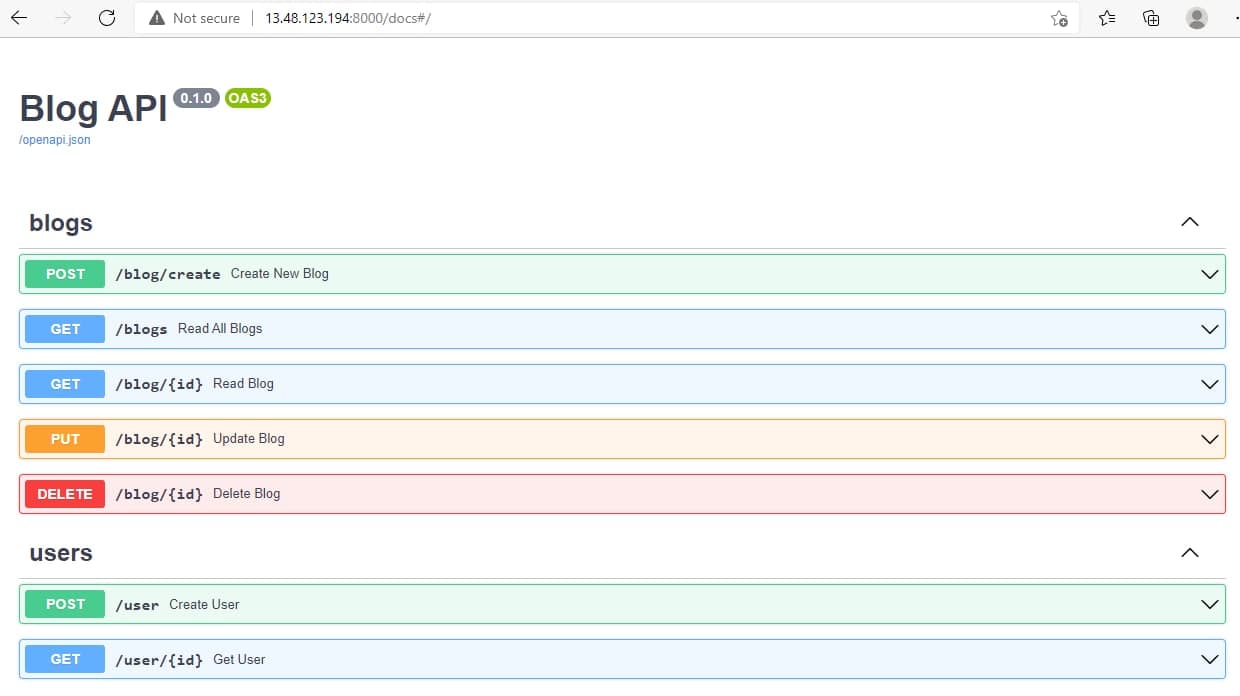 Not secure 13.48.123.194:8000/docs#/
Blog API 0.1.0 OAS3
/openapi.json
blogs
POST /blog/create Create New Blog
GET /blogs Read All Blogs
GET /blog/{id} Read Blog
PUT /blog/{id} Update Blog
DELETE /blog/{id} Delete Blog
users
POST /user Create User
GET /user/{id} Get User